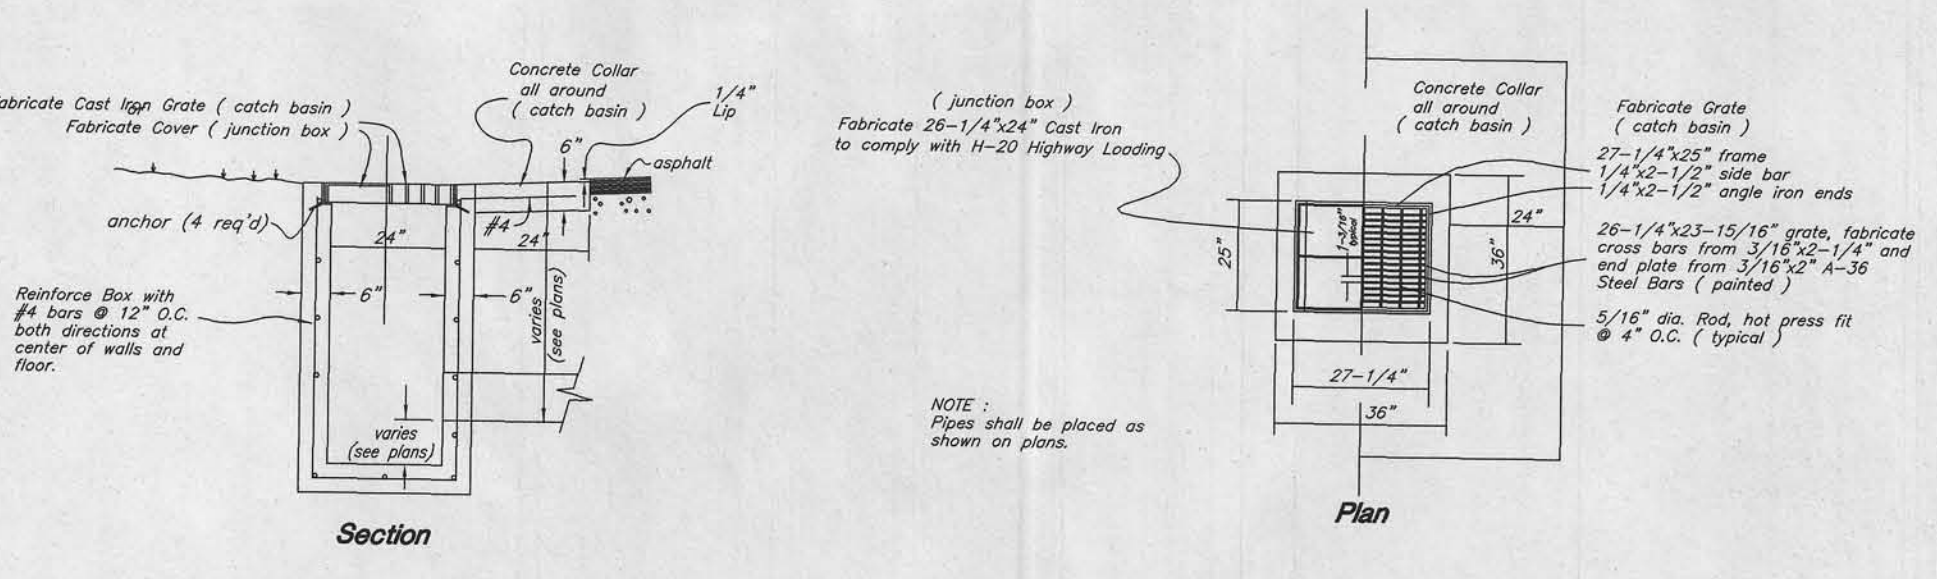 Fabricate Cast Iron Grate ( catch basin )
or
Fabricate Cover ( junction box )
Concrete Collar
all around
( catch basin )
1/4"
Lip
6"
asphalt
anchor (4 req'd)
24"
#4
24"
Reinforce Box with
#4 bars @ 12" O.C.
both directions at
center of walls and
floor.
6"
6"
varies
(see plans)
varies
(see plans)
Section
( junction box )
Fabricate 26-1/4"x24" Cast Iron
to comply with H-20 Highway Loading
Concrete Collar
all around
( catch basin )
Fabricate Grate
( catch basin )
27-1/4"x25" frame
1/4"x2-1/2" side bar
1/4"x2-1/2" angle iron ends
26-1/4"x23-15/16" grate, fabricate
cross bars from 3/16"x2-1/4" and
end plate from 3/16"x2" A-36
Steel Bars ( painted )
5/16" dia. Rod, hot press fit
@ 4" O.C. ( typical )
25"
1-3/16"
typical
36"
24"
27-1/4"
36"
NOTE :
Pipes shall be placed as
shown on plans.
Plan